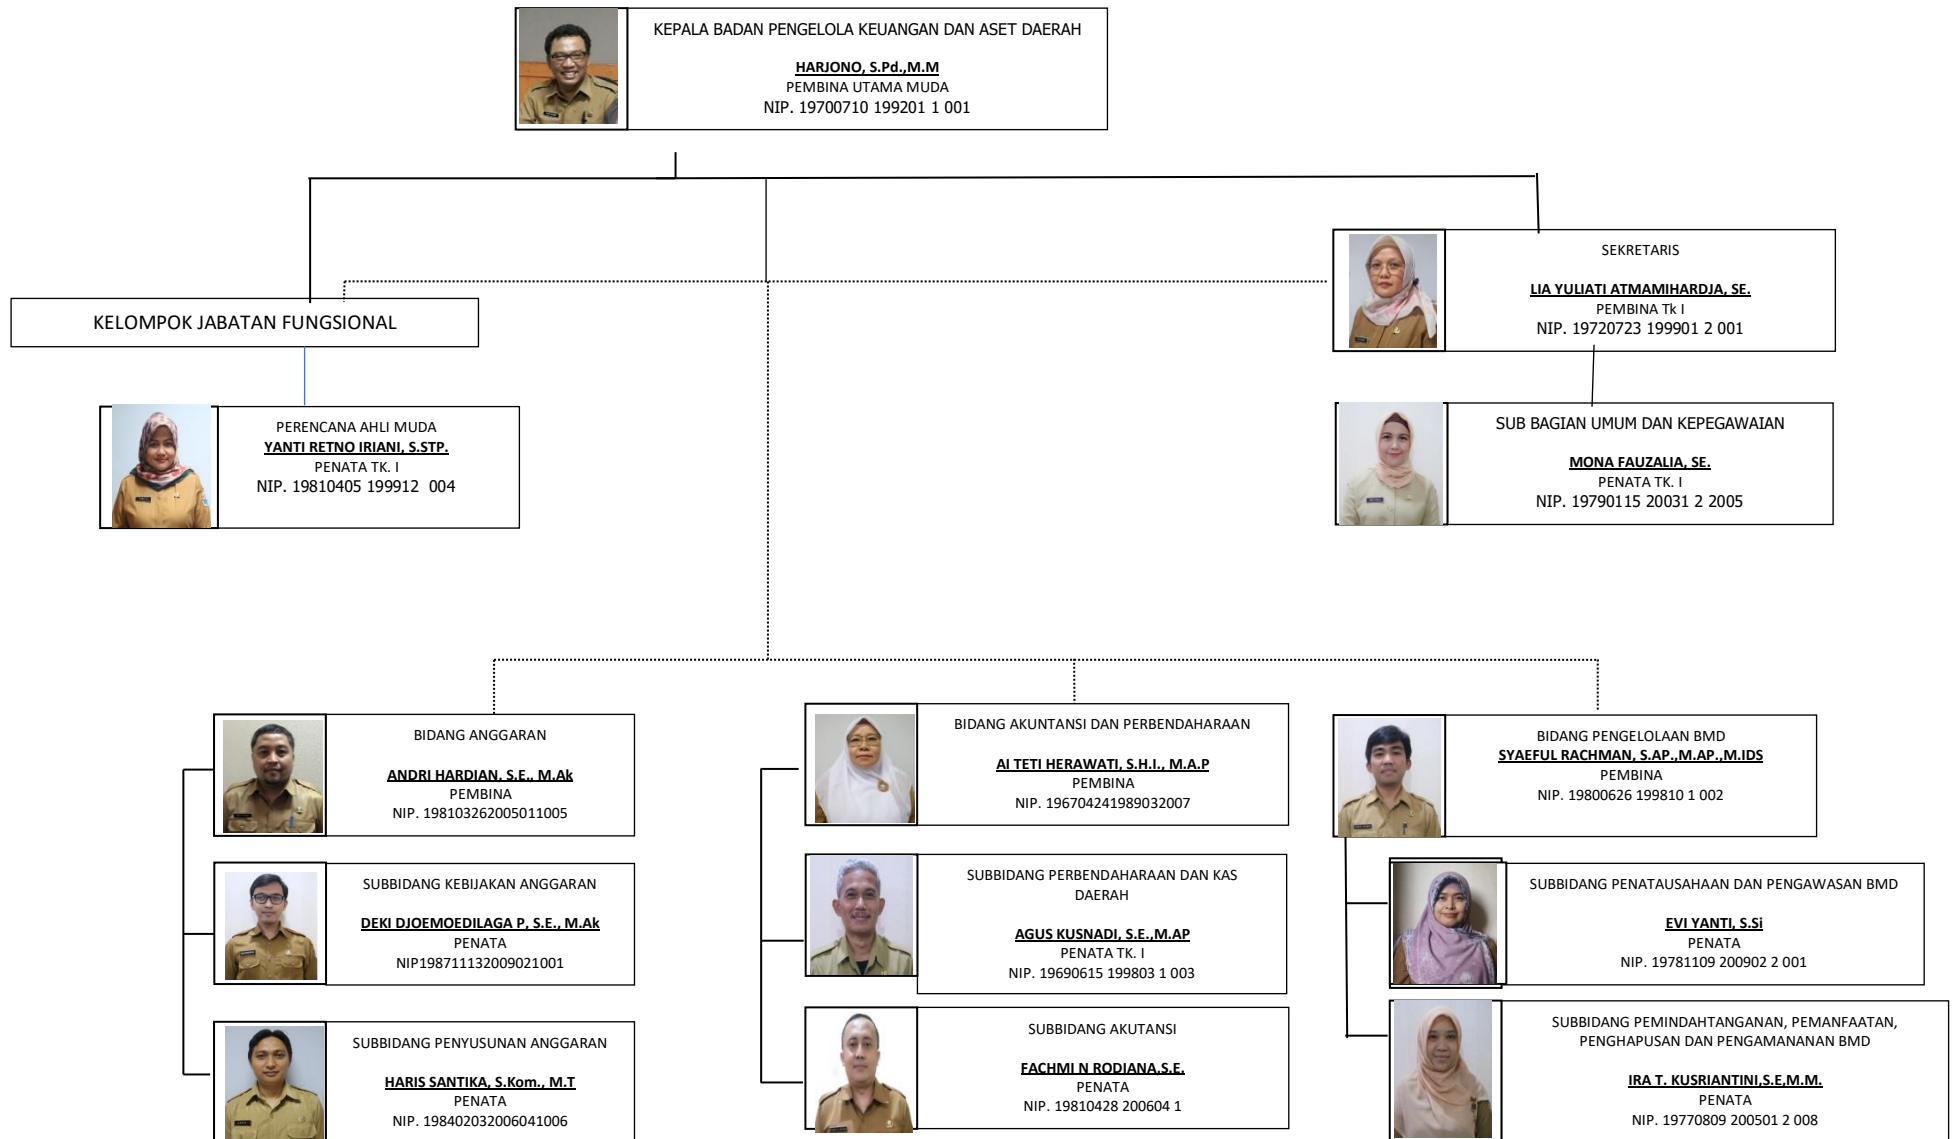 KEPALA BADAN PENGELOLA KEUANGAN DAN ASET DAERAH
HARJONO, S.Pd.,M.M
PEMBINA UTAMA MUDA
NIP. 19700710 199201 1 001
SEKRETARIS
LIA YULIATI ATMAMIHARDJA, SE.
PEMBINA Tk I
NIP. 19720723 199901 2 001
KELOMPOK JABATAN FUNGSIONAL
PERENCANA AHLI MUDA
YANTI RETNO IRIANI, S.STP.
PENATA TK. I
NIP. 19810405 199912  004
SUB BAGIAN UMUM DAN KEPEGAWAIAN
MONA FAUZALIA, SE.
PENATA TK. I
NIP. 19790115 20031 2 2005
BIDANG ANGGARAN
ANDRI HARDIAN, S.E., M.Ak
PEMBINA
NIP. 198103262005011005
BIDANG AKUNTANSI DAN PERBENDAHARAAN
AI TETI HERAWATI, S.H.I., M.A.P
PEMBINA
NIP. 196704241989032007
BIDANG PENGELOLAAN BMD
SYAEFUL RACHMAN, S.AP.,M.AP.,M.IDS
PEMBINA
NIP. 19800626 199810 1 002
SUBBIDANG KEBIJAKAN ANGGARAN
DEKI DJOEMOEDILAGA P, S.E., M.Ak
PENATA
NIP198711132009021001
SUBBIDANG PERBENDAHARAAN DAN KAS
DAERAH
AGUS KUSNADI, S.E.,M.AP
PENATA TK. I
NIP. 19690615 199803 1 003
SUBBIDANG PENATAUSAHAAN DAN PENGAWASAN BMD
EVI YANTI, S.Si
PENATA
NIP. 19781109 200902 2 001
SUBBIDANG PENYUSUNAN ANGGARAN
HARIS SANTIKA, S.Kom., M.T
PENATA
NIP. 198402032006041006
SUBBIDANG AKUTANSI
FACHMI N RODIANA,S.E.
PENATA
NIP. 19810428 200604 1
SUBBIDANG PEMINDAHTANGANAN, PEMANFAATAN,
PENGHAPUSAN DAN PENGAMANANAN BMD
IRA T. KUSRIANTINI,S.E,M.M.
PENATA
NIP. 19770809 200501 2 008